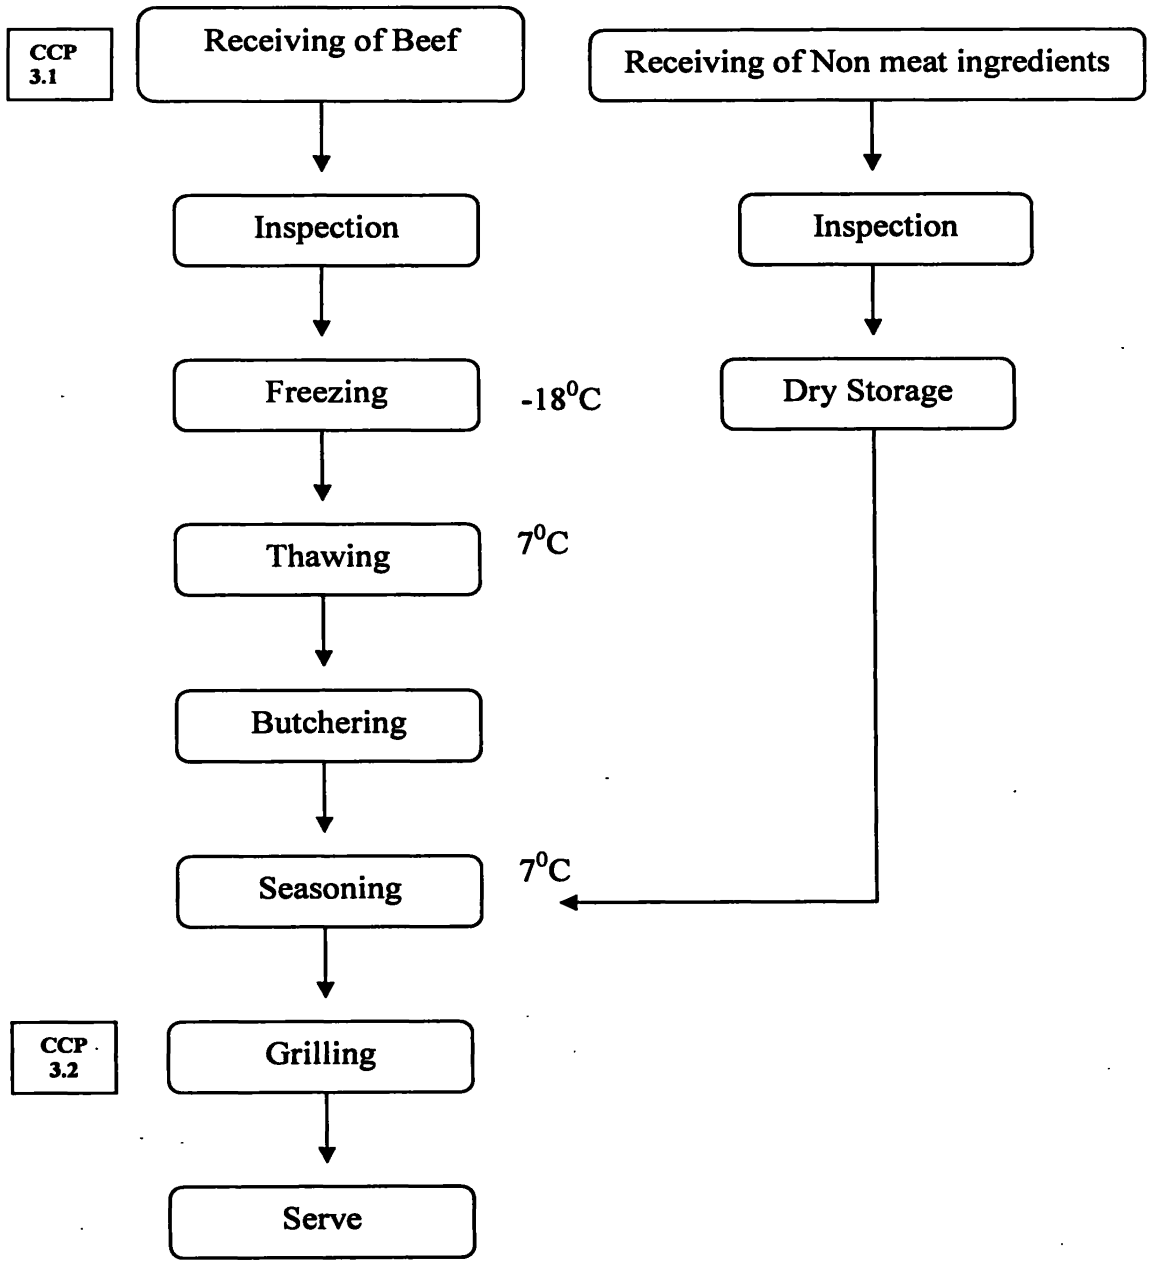 CCP
3.1
Receiving of Beef
Receiving of Non meat ingredients
Inspection
Inspection
Freezing
-18⁰C
Dry Storage
Thawing
7⁰C
Butchering
Seasoning
7⁰C
CCP
3.2
Grilling
Serve